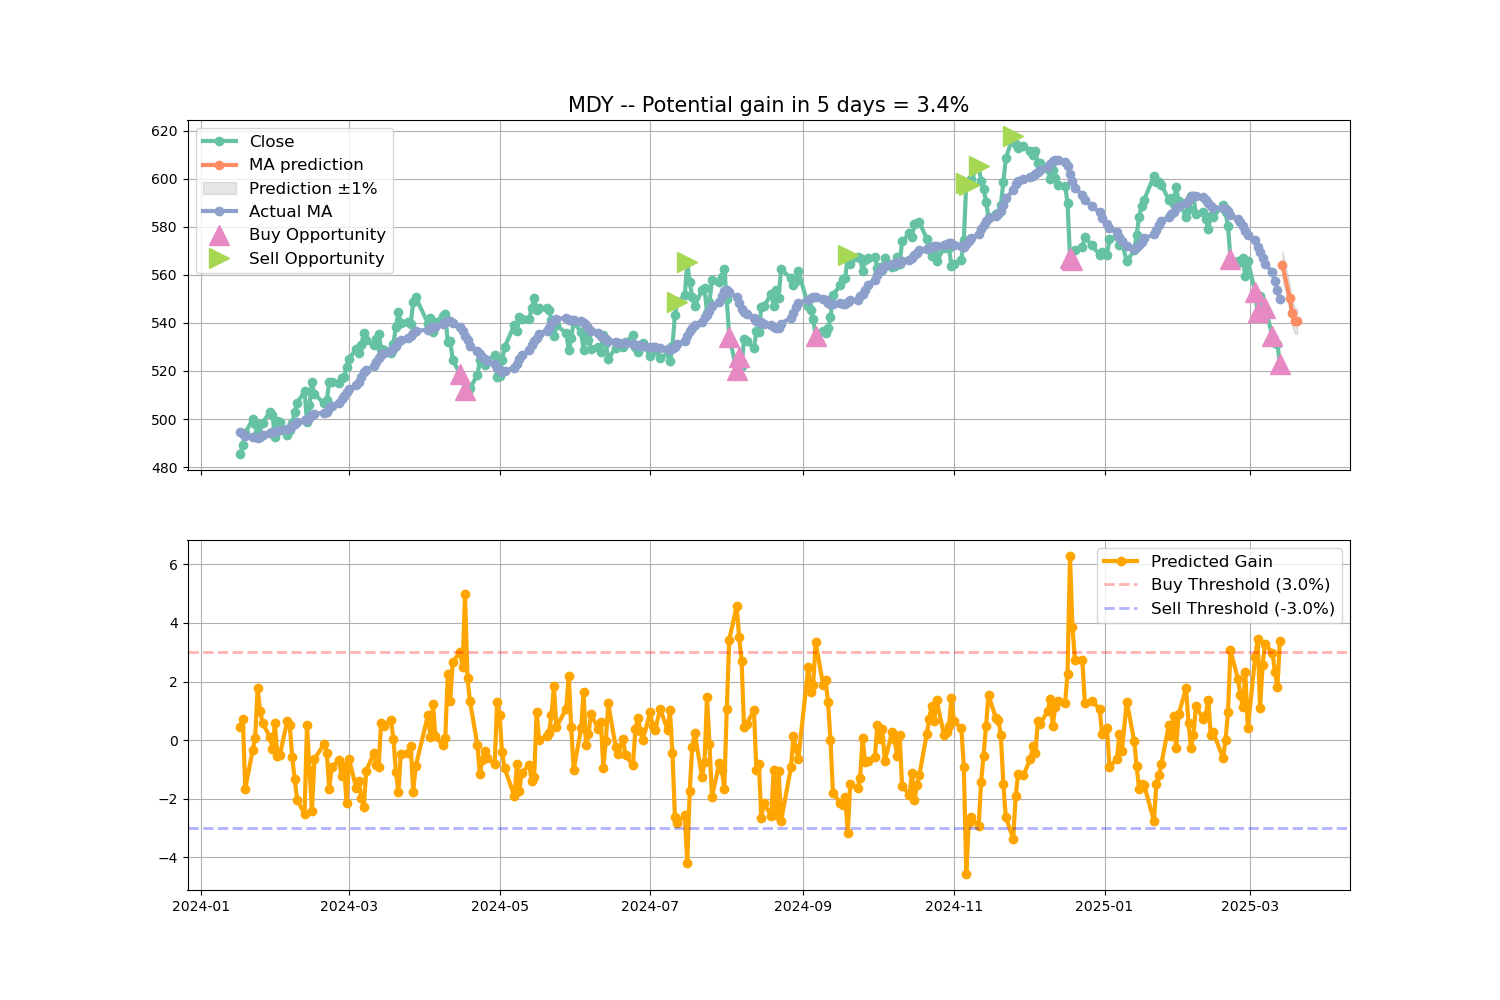 MDY -- Potential gain in 5 days = 3.4%
620
600
580
560
540
520
500
480
Close
MA prediction
Prediction ±1%
Actual MA
Buy Opportunity
Sell Opportunity
6
4
2
0
−2
−4
Predicted Gain
Buy Threshold (3.0%)
Sell Threshold (-3.0%)
2024-01
2024-03
2024-05
2024-07
2024-09
2024-11
2025-01
2025-03